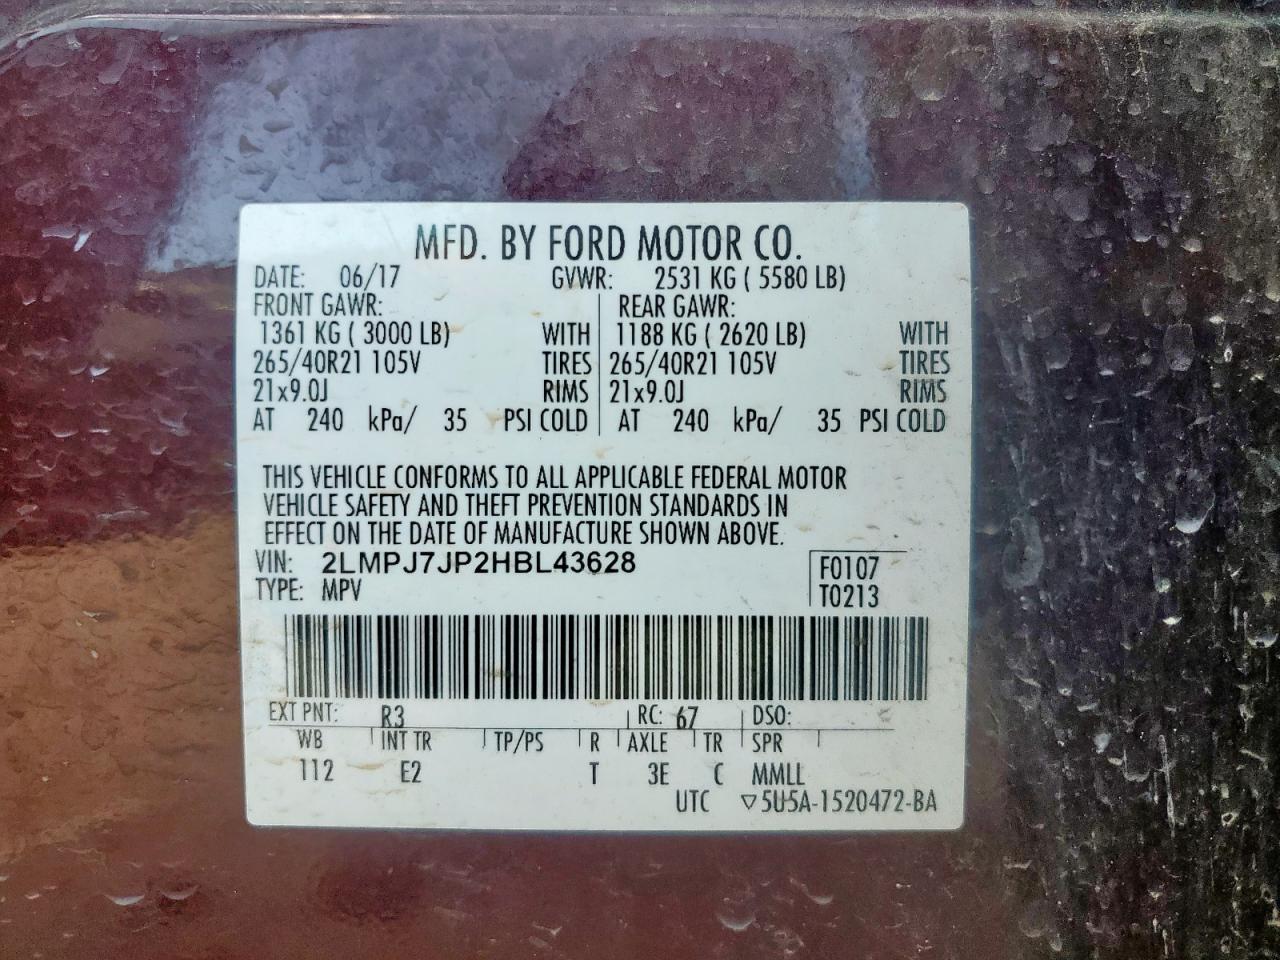 MFD. BY FORD MOTOR CO.
DATE: 06/17 GVWR: 2531 KG ( 5580 LB)
FRONT GAWR: REAR GAWR:
1361 KG ( 3000 LB) WITH 1188 KG ( 2620 LB) WITH
265/40R21 105V TIRES 265/40R21 105V TIRES
21x9.0J RIMS 21x9.0J RIMS
AT 240 kPa/ 35 PSI COLD AT 240 kPa/ 35 PSI COLD
THIS VEHICLE CONFORMS TO ALL APPLICABLE FEDERAL MOTOR
VEHICLE SAFETY AND THEFT PREVENTION STANDARDS IN
EFFECT ON THE DATE OF MANUFACTURE SHOWN ABOVE.
VIN: 2LMPJ7JP2HBL43628 F0107
TYPE: MPV T0213
EXT PNT: R3 RC: 67 DSO:
WB INT TR TP/PS R AXLE TR SPR
112 E2 T 3E C MMLL
UTC ▽5U5A-1520472-BA